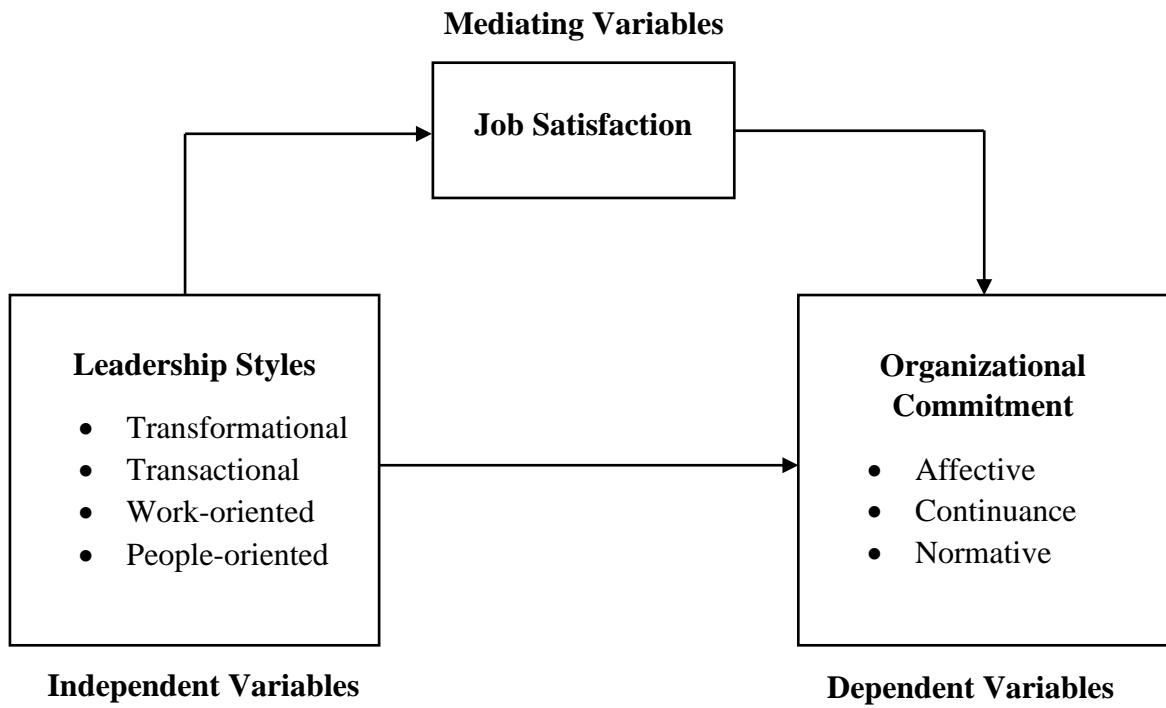 Mediating Variables
Job Satisfaction
Leadership Styles
• Transformational
• Transactional
• Work-oriented
• People-oriented
Independent Variables
Organizational
Commitment
• Affective
• Continuance
• Normative
Dependent Variables